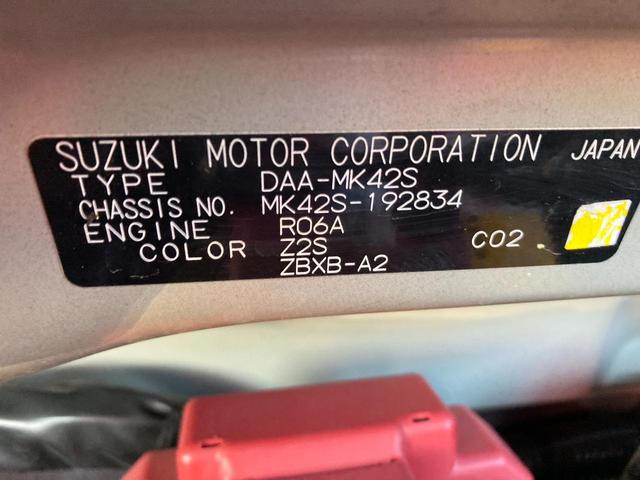 SUZUKI MOTOR CORPORATION JAPAN
TYPE DAA-MK42S
CHASSIS NO. MK42S-192834
ENGINE R06A
COLOR Z2S C02
ZBXB-A2